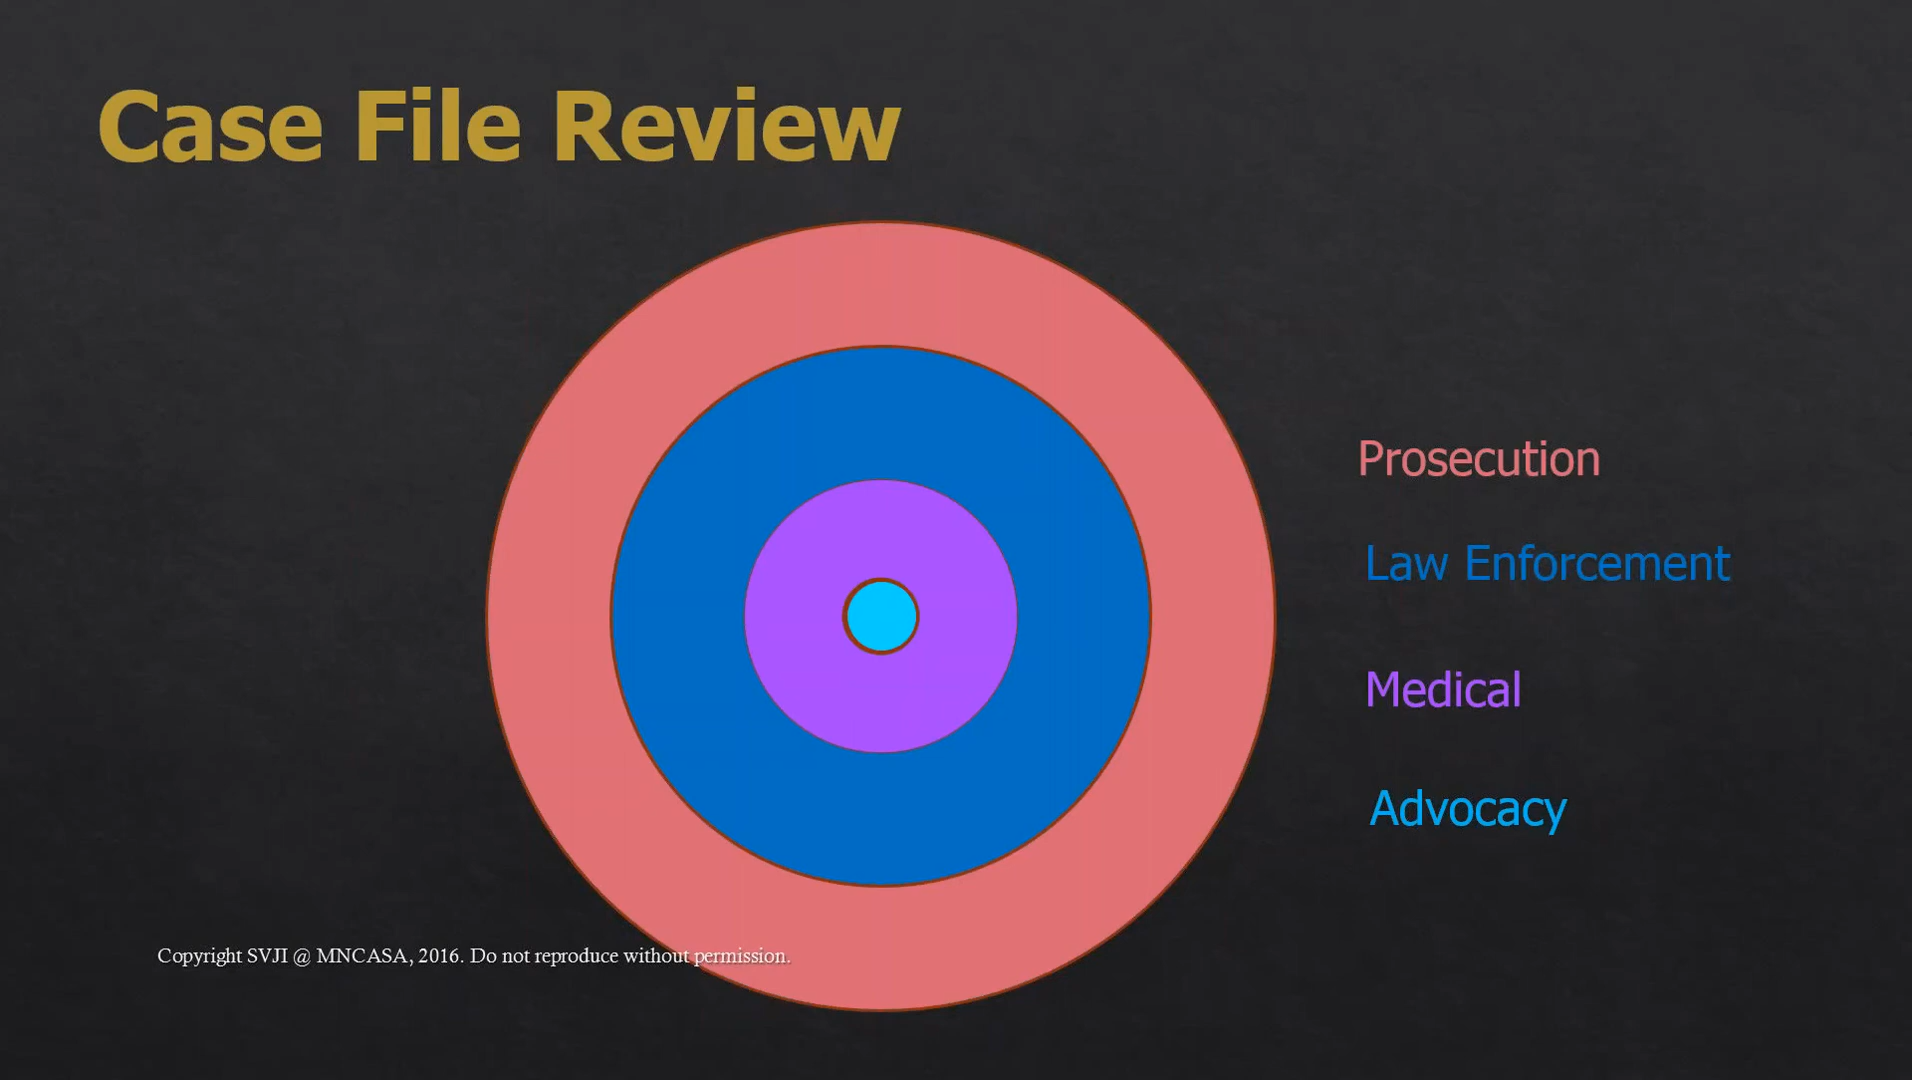 Case File Review
Prosecution
Law Enforcement
Medical
Advocacy
Copyright SVJI @ MNCASA, 2016. Do not reproduce without permission.